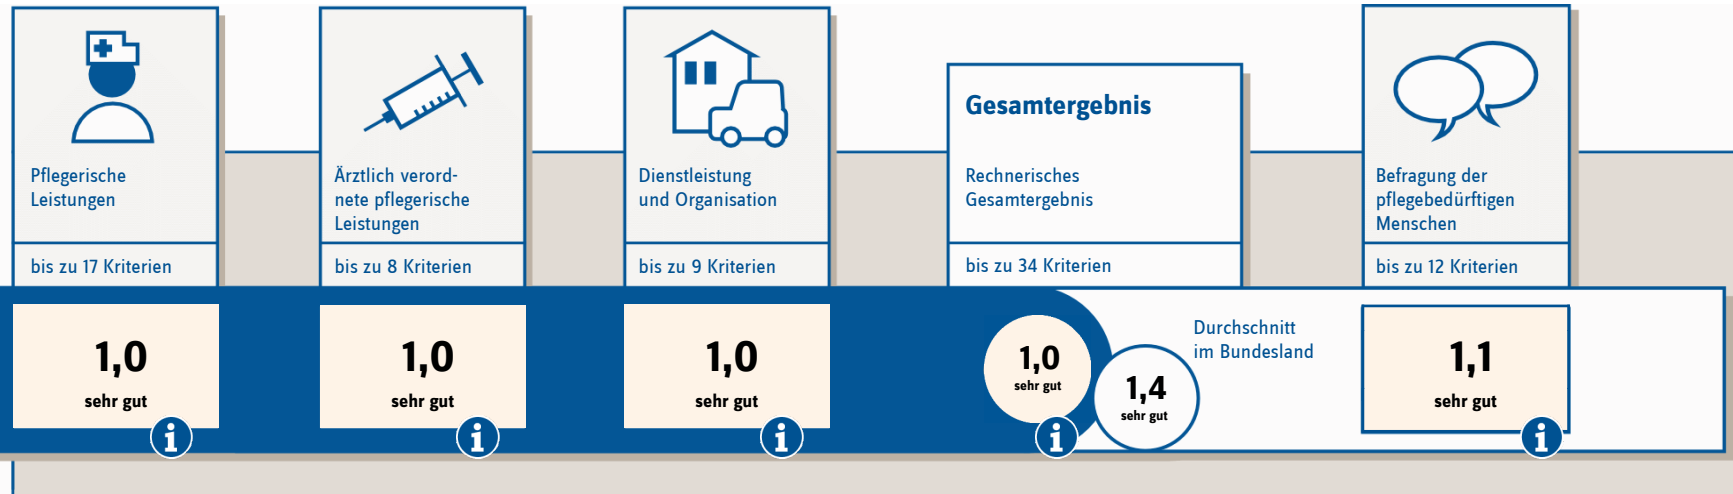 Pflegerische
Leistungen
bis zu 17 Kriterien
1,0
sehr gut
i
Ärztlich verord-
nete pflegerische
Leistungen
bis zu 8 Kriterien
1,0
sehr gut
i
Dienstleistung
und Organisation
bis zu 9 Kriterien
1,0
sehr gut
i
Gesamtergebnis
Rechnerisches
Gesamtergebnis
bis zu 34 Kriterien
1,0
sehr gut
i
Durchschnitt
im Bundesland
1,4
sehr gut
Befragung der
pflegebedürftigen
Menschen
bis zu 12 Kriterien
1,1
sehr gut
i